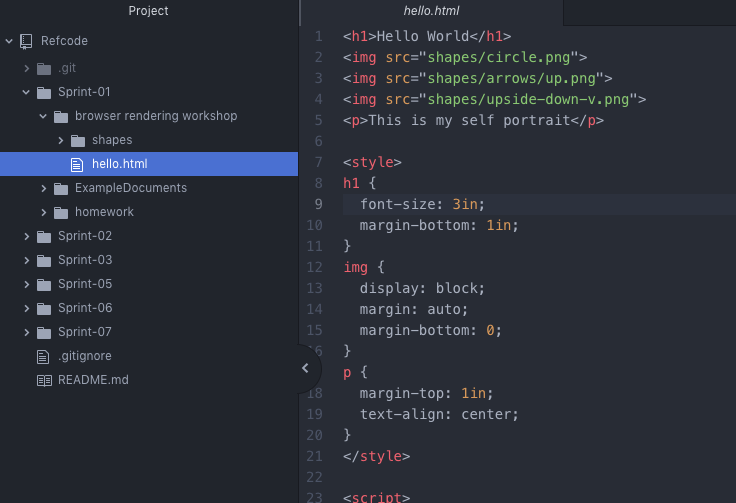 Project
Refcode
.git
Sprint-01
browser rendering workshop
shapes
hello.html
ExampleDocuments
homework
Sprint-02
Sprint-03
Sprint-05
Sprint-06
Sprint-07
.gitignore
README.md
hello.html
1 <h1>Hello World</h1>
2 <img src="shapes/circle.png">
3 <img src="shapes/arrows/up.png">
4 <img src="shapes/upside-down-v.png">
5 <p>This is my self portrait</p>
6
7 <style>
8 h1 {
9 font-size: 3in;
10 margin-bottom: 1in;
11 }
12 img {
13 display: block;
14 margin: auto;
15 margin-bottom: 0;
16 }
p {
18 margin-top: 1in;
19 text-align: center;
20 }
21 </style>
22
23 <script>